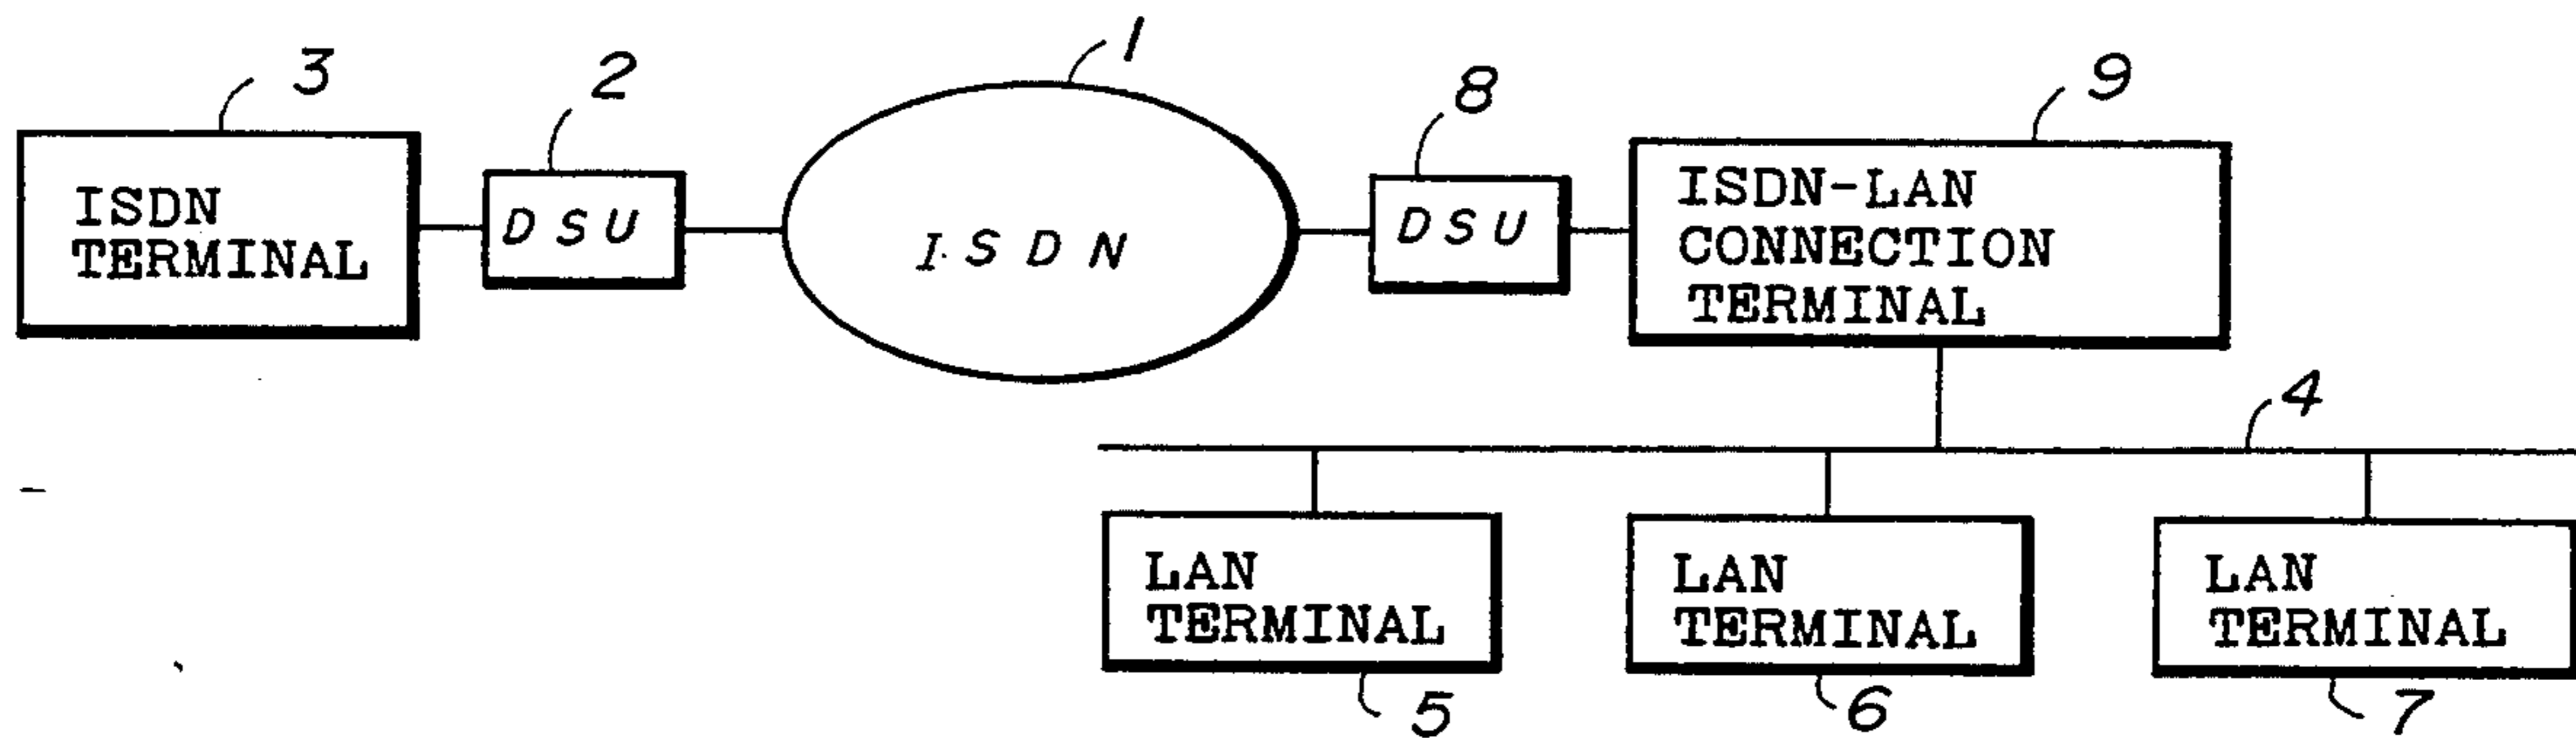 3
2
1
8
9
ISDN
TERMINAL
DSU
ISDN
DSU
ISDN-LAN
CONNECTION
TERMINAL
4
LAN
TERMINAL
LAN
TERMINAL
LAN
TERMINAL
5
6
7